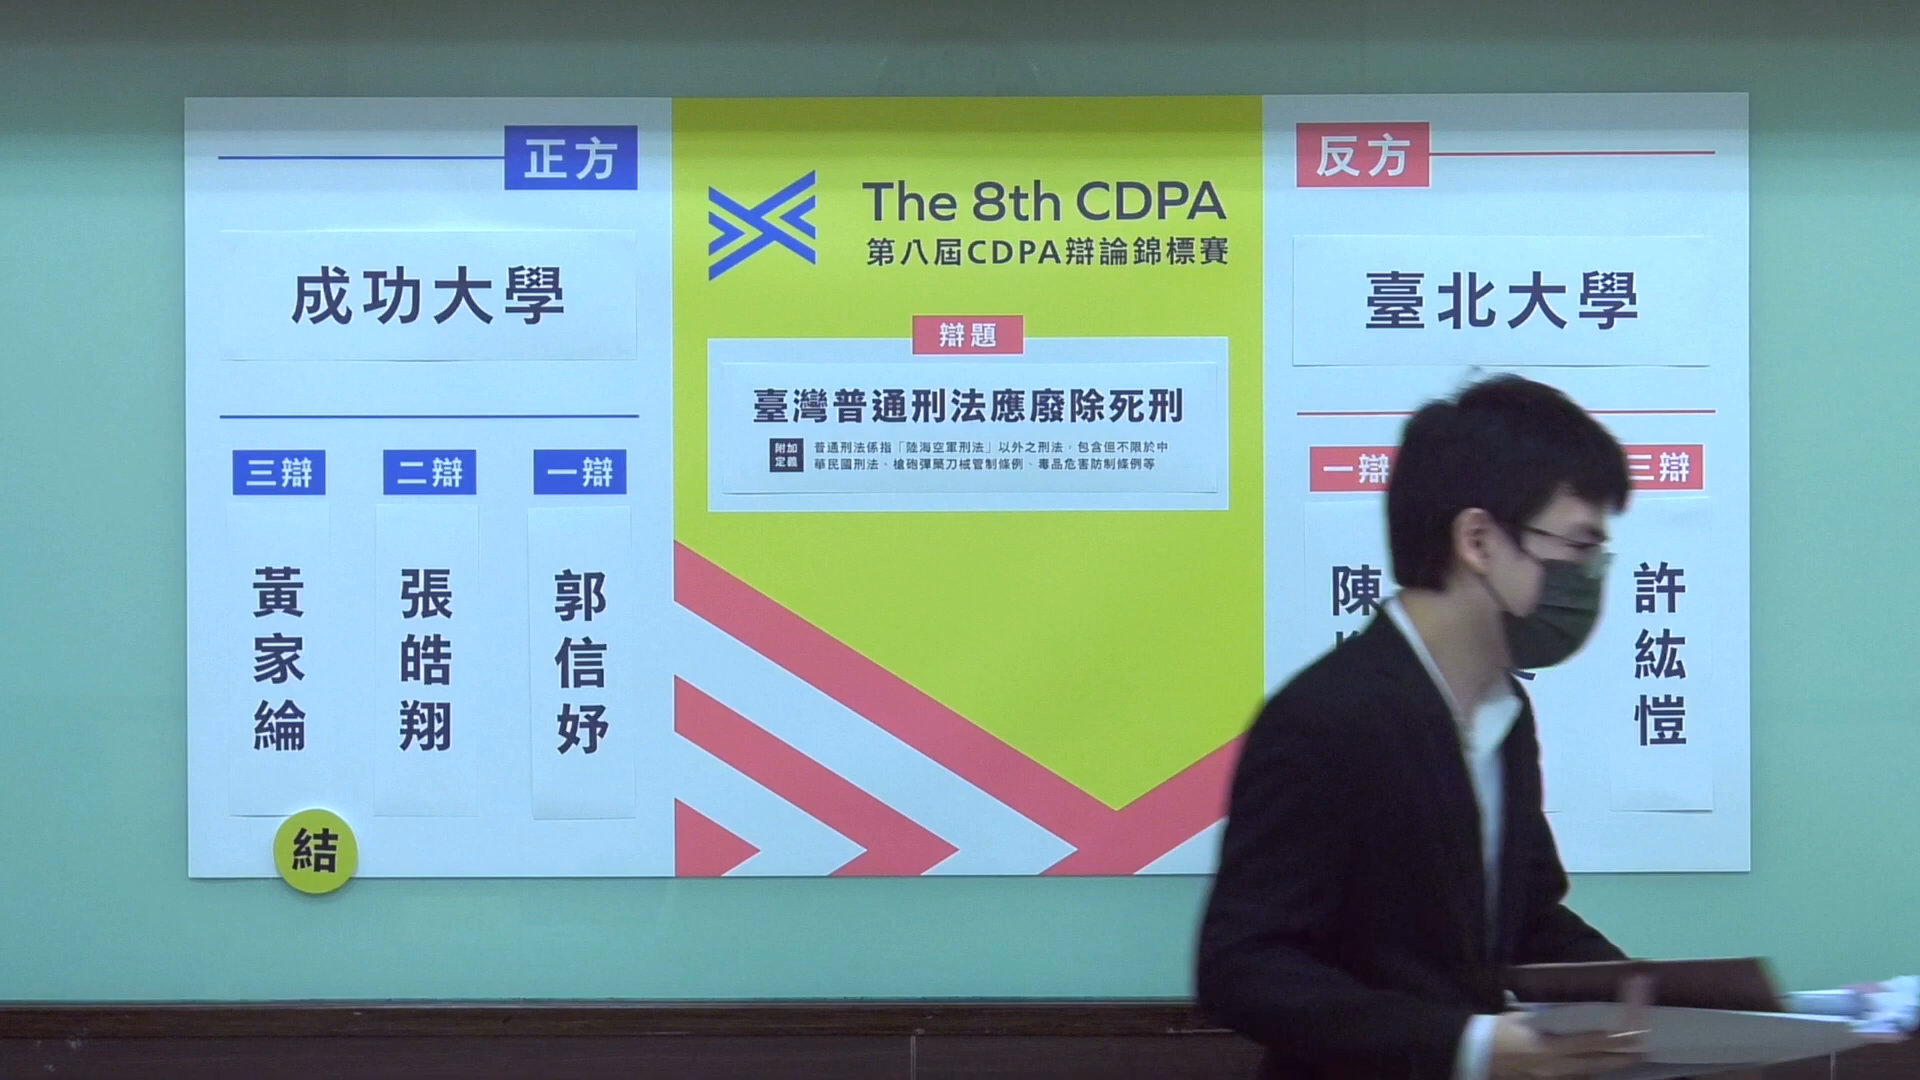 正方
成功大學
三辯
二辯
一辯
黃家綸
張皓翔
郭信妤
結
The 8th CDPA
第八屆CDPA辯論錦標賽
辯題
臺灣普通刑法應廢除死刑
附加定義
普通刑法係指「陸海空軍刑法」以外之刑法，包含但不限於中
華民國刑法、槍砲彈藥刀械管制條例、毒品危害防制條例等
反方
臺北大學
一辯
三辯
陳
許紘愷